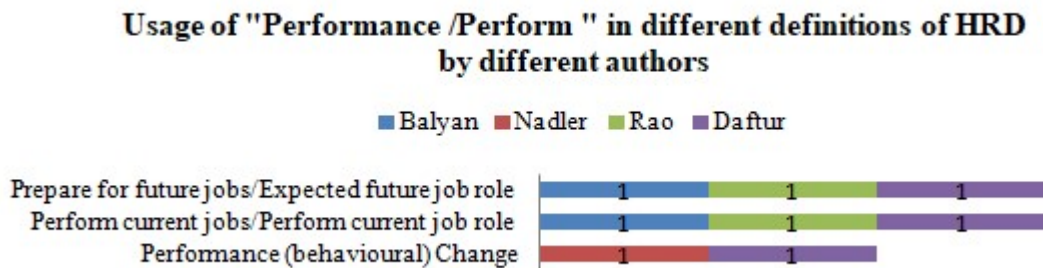 Usage of "Performance /Perform " in different definitions of HRD
by different authors
Balyan Nadler Rao Daftur
Prepare for future jobs/Expected future job role 1 1 1
Perform current jobs/Perform current job role 1 1 1
Performance (behavioural) Change 1 1